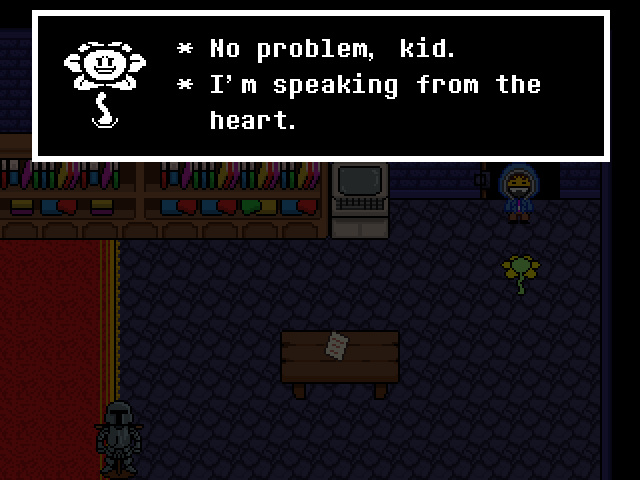 * No problem, kid.
* I'm speaking from the
heart.